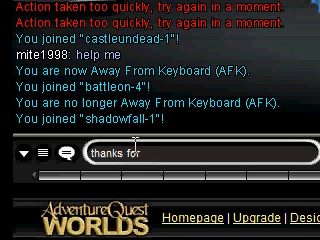 Action taken too quickly, try again in a moment.
Action taken too quickly, try again in a moment.
You joined "castleundead-1"!
mite1998: help me
You are now Away From Keyboard (AFK).
You joined "battleon-4"!
You are no longer Away From Keyboard (AFK).
You joined "shadowfall-1"!
thanks for
AdventureQuest
WORLDS
Homepage | Upgrade | Desig